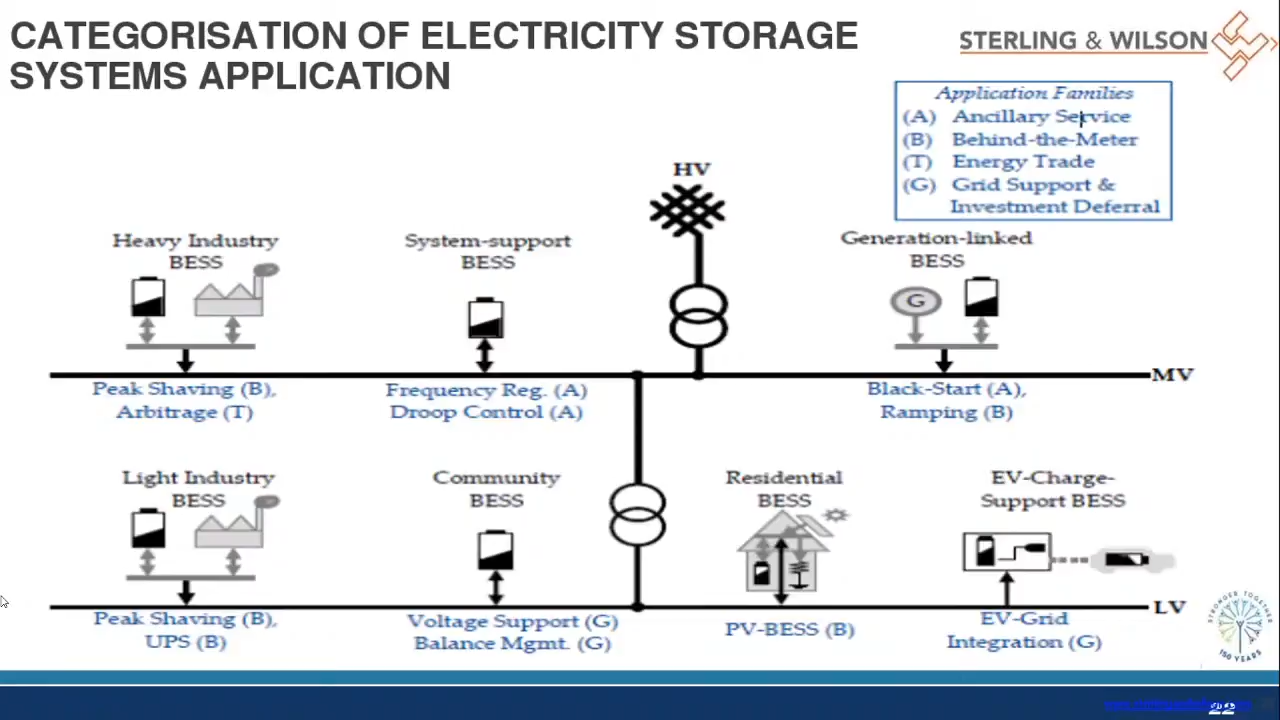 CATEGORISATION OF ELECTRICITY STORAGE
SYSTEMS APPLICATION
STERLING & WILSON
Application Families
(A) Ancillary Service
(B) Behind-the-Meter
(T) Energy Trade
(G) Grid Support &
Investment Deferral
HV
Heavy Industry
BESS
System-support
BESS
Generation-linked
BESS
G
MV
Peak Shaving (B),
Arbitrage (T)
Frequency Reg. (A)
Droop Control (A)
Black-Start (A),
Ramping (B)
Light Industry
BESS
Community
BESS
Residential
BESS
EV-Charge-
Support BESS
LV
Peak Shaving (B),
UPS (B)
Voltage Support (G)
Balance Mgmt. (G)
PV-BESS (B)
EV-Grid
Integration (G)
STRONGER TOGETHER
150 YEARS
22